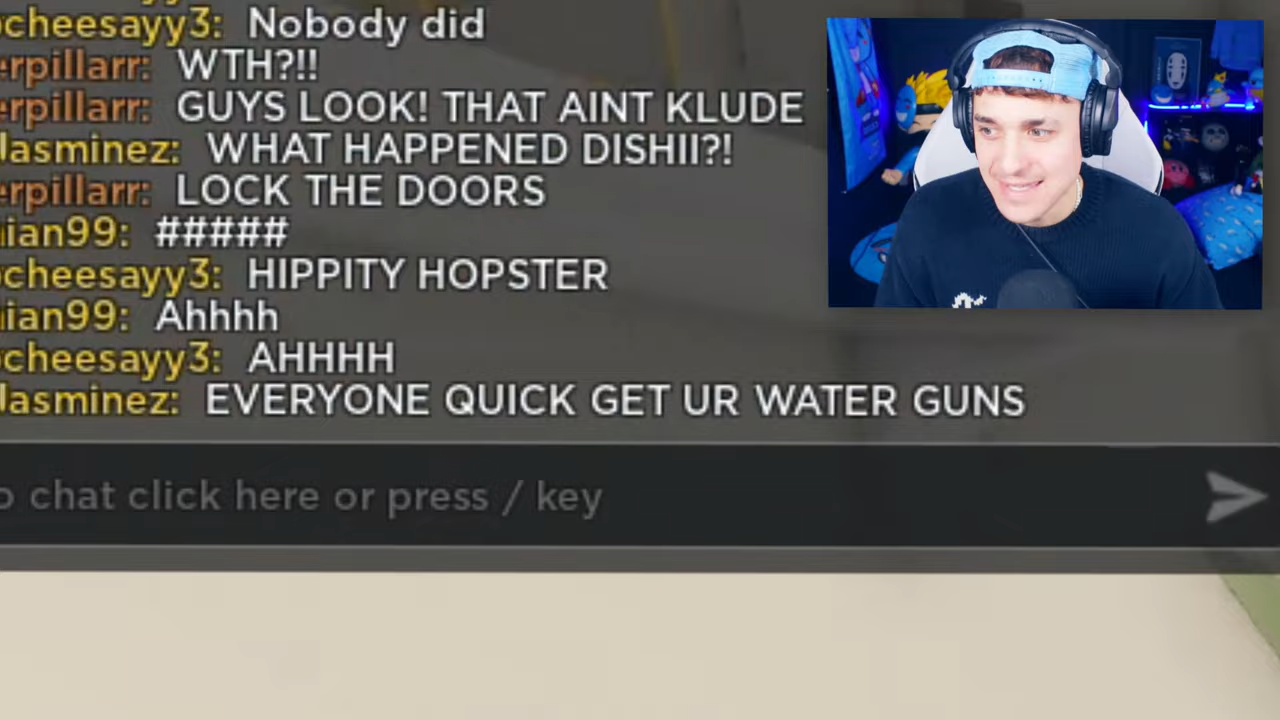 cheesayy3: Nobody did
erpillarr: WTH?!!
erpillarr: GUYS LOOK! THAT AINT KLUDE
Jasminez: WHAT HAPPENED DISHII?!
erpillarr: LOCK THE DOORS
ian99: #####
cheesayy3: HIPPITY HOPSTER
ian99: Ahhhh
cheesayy3: AHHHH
Jasminez: EVERYONE QUICK GET UR WATER GUNS
o chat click here or press / key